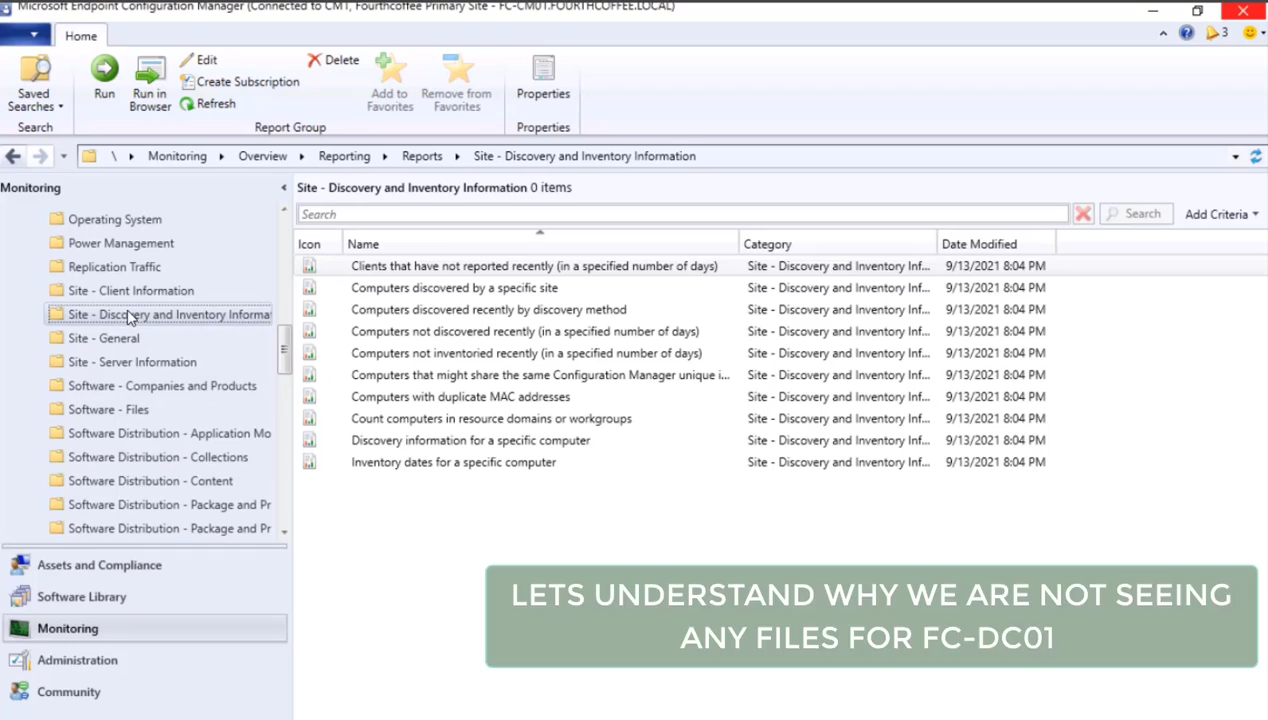 Microsoft Endpoint Configuration Manager (Connected to CMT, Fourthcoffee Primary Site - FC-CM01.FOURTHCOFFEE.LOCAL)
Home
3
Saved Searches
Search
Run
Run in Browser
Edit
Create Subscription
Refresh
Delete
Add to Favorites
Remove from Favorites
Report Group
Properties
Properties
\ Monitoring Overview Reporting Reports Site - Discovery and Inventory Information
Monitoring
Operating System
Power Management
Replication Traffic
Site - Client Information
Site - Discovery and Inventory Informa
Site - General
Site - Server Information
Software - Companies and Products
Software - Files
Software Distribution - Application Mo
Software Distribution - Collections
Software Distribution - Content
Software Distribution - Package and Pr
Software Distribution - Package and Pr
Assets and Compliance
Software Library
Monitoring
Administration
Community
Site - Discovery and Inventory Information 0 items
Search
Search
Add Criteria
Icon Name Category Date Modified
Clients that have not reported recently (in a specified number of days) Site - Discovery and Inventory Inf... 9/13/2021 8:04 PM
Computers discovered by a specific site Site - Discovery and Inventory Inf... 9/13/2021 8:04 PM
Computers discovered recently by discovery method Site - Discovery and Inventory Inf... 9/13/2021 8:04 PM
Computers not discovered recently (in a specified number of days) Site - Discovery and Inventory Inf... 9/13/2021 8:04 PM
Computers not inventoried recently (in a specified number of days) Site - Discovery and Inventory Inf... 9/13/2021 8:04 PM
Computers that might share the same Configuration Manager unique i... Site - Discovery and Inventory Inf... 9/13/2021 8:04 PM
Computers with duplicate MAC addresses Site - Discovery and Inventory Inf... 9/13/2021 8:04 PM
Count computers in resource domains or workgroups Site - Discovery and Inventory Inf... 9/13/2021 8:04 PM
Discovery information for a specific computer Site - Discovery and Inventory Inf... 9/13/2021 8:04 PM
Inventory dates for a specific computer Site - Discovery and Inventory Inf... 9/13/2021 8:04 PM
LETS UNDERSTAND WHY WE ARE NOT SEEING
ANY FILES FOR FC-DC01